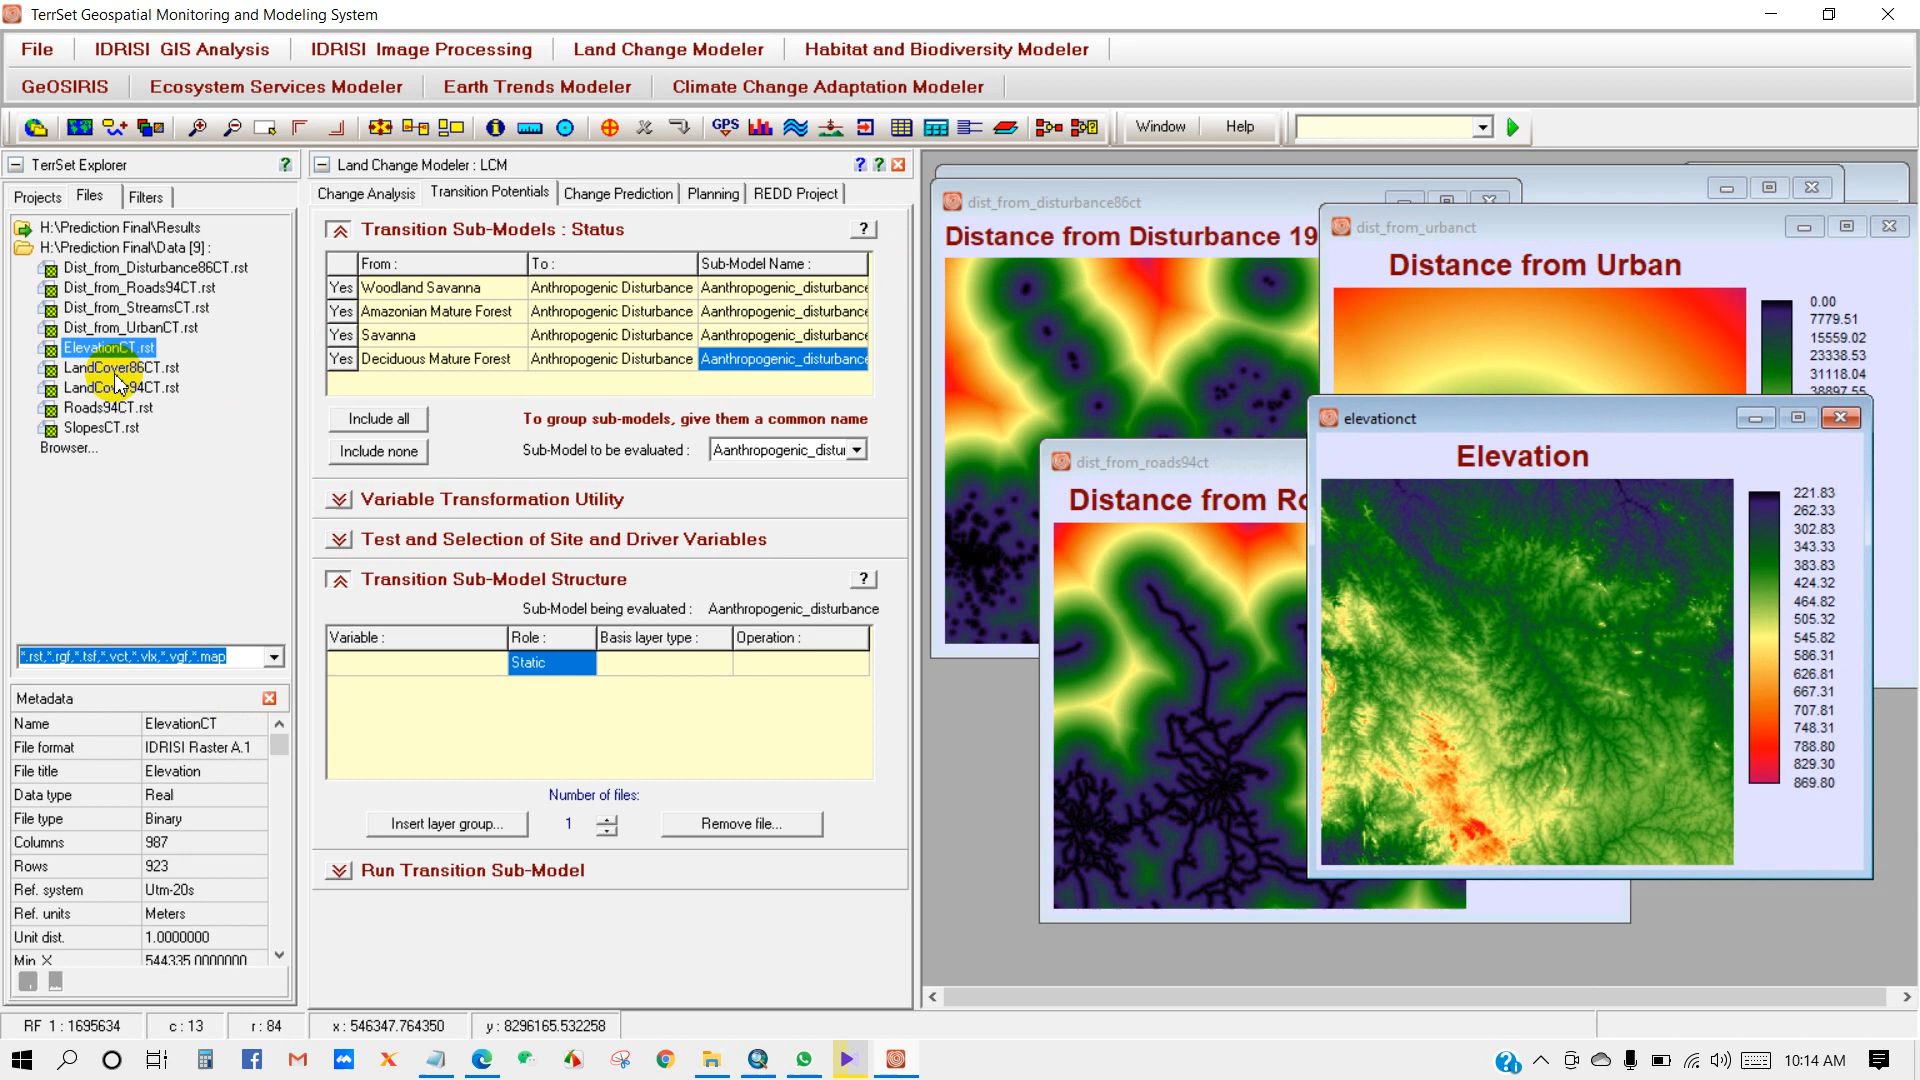 TerrSet Geospatial Monitoring and Modeling System
File IDRISI GIS Analysis IDRISI Image Processing Land Change Modeler Habitat and Biodiversity Modeler
GeOSIRIS Ecosystem Services Modeler Earth Trends Modeler Climate Change Adaptation Modeler
GPS Window Help
TerrSet Explorer
Projects Files Filters
H:\Prediction Final\Results
H:\Prediction Final\Data [9] :
Dist_from_Disturbance86CT.rst
Dist_from_Roads94CT.rst
Dist_from_StreamsCT.rst
Dist_from_UrbanCT.rst
ElevationCT.rst
LandCover86CT.rst
LandCover94CT.rst
Roads94CT.rst
SlopesCT.rst
Browser...
*.rst,*.rgf,*.tsf,*.vct,*.vlx,*.vgf,*.map
Metadata
Name ElevationCT
File format IDRISI Raster A.1
File title Elevation
Data type Real
File type Binary
Columns 987
Rows 923
Ref. system Utm-20s
Ref. units Meters
Unit dist. 1.0000000
Min X 544335.0000000
Land Change Modeler : LCM
Change Analysis Transition Potentials Change Prediction Planning REDD Project
Transition Sub-Models : Status
From : To : Sub-Model Name :
Yes Woodland Savanna Anthropogenic Disturbance Aanthropogenic_disturbance
Yes Amazonian Mature Forest Anthropogenic Disturbance Aanthropogenic_disturbance
Yes Savanna Anthropogenic Disturbance Aanthropogenic_disturbance
Yes Deciduous Mature Forest Anthropogenic Disturbance Aanthropogenic_disturbance
Include all To group sub-models, give them a common name
Include none Sub-Model to be evaluated : Aanthropogenic_distur
Variable Transformation Utility
Test and Selection of Site and Driver Variables
Transition Sub-Model Structure
Sub-Model being evaluated : Aanthropogenic_disturbance
Variable : Role : Basis layer type : Operation :
Static
Number of files:
Insert layer group... 1 Remove file...
Run Transition Sub-Model
dist_from_disturbance86ct
Distance from Disturbance 19
dist_from_urbanct
Distance from Urban
0.00
7779.51
15559.02
23338.53
31118.04
38897.55
dist_from_roads94ct
Distance from Ro
elevationct
Elevation
221.83
262.33
302.83
343.33
383.83
424.32
464.82
505.32
545.82
586.31
626.81
667.31
707.81
748.31
788.80
829.30
869.80
RF 1 : 1695634 c : 13 r : 84 x : 546347.764350 y : 8296165.532258
10:14 AM